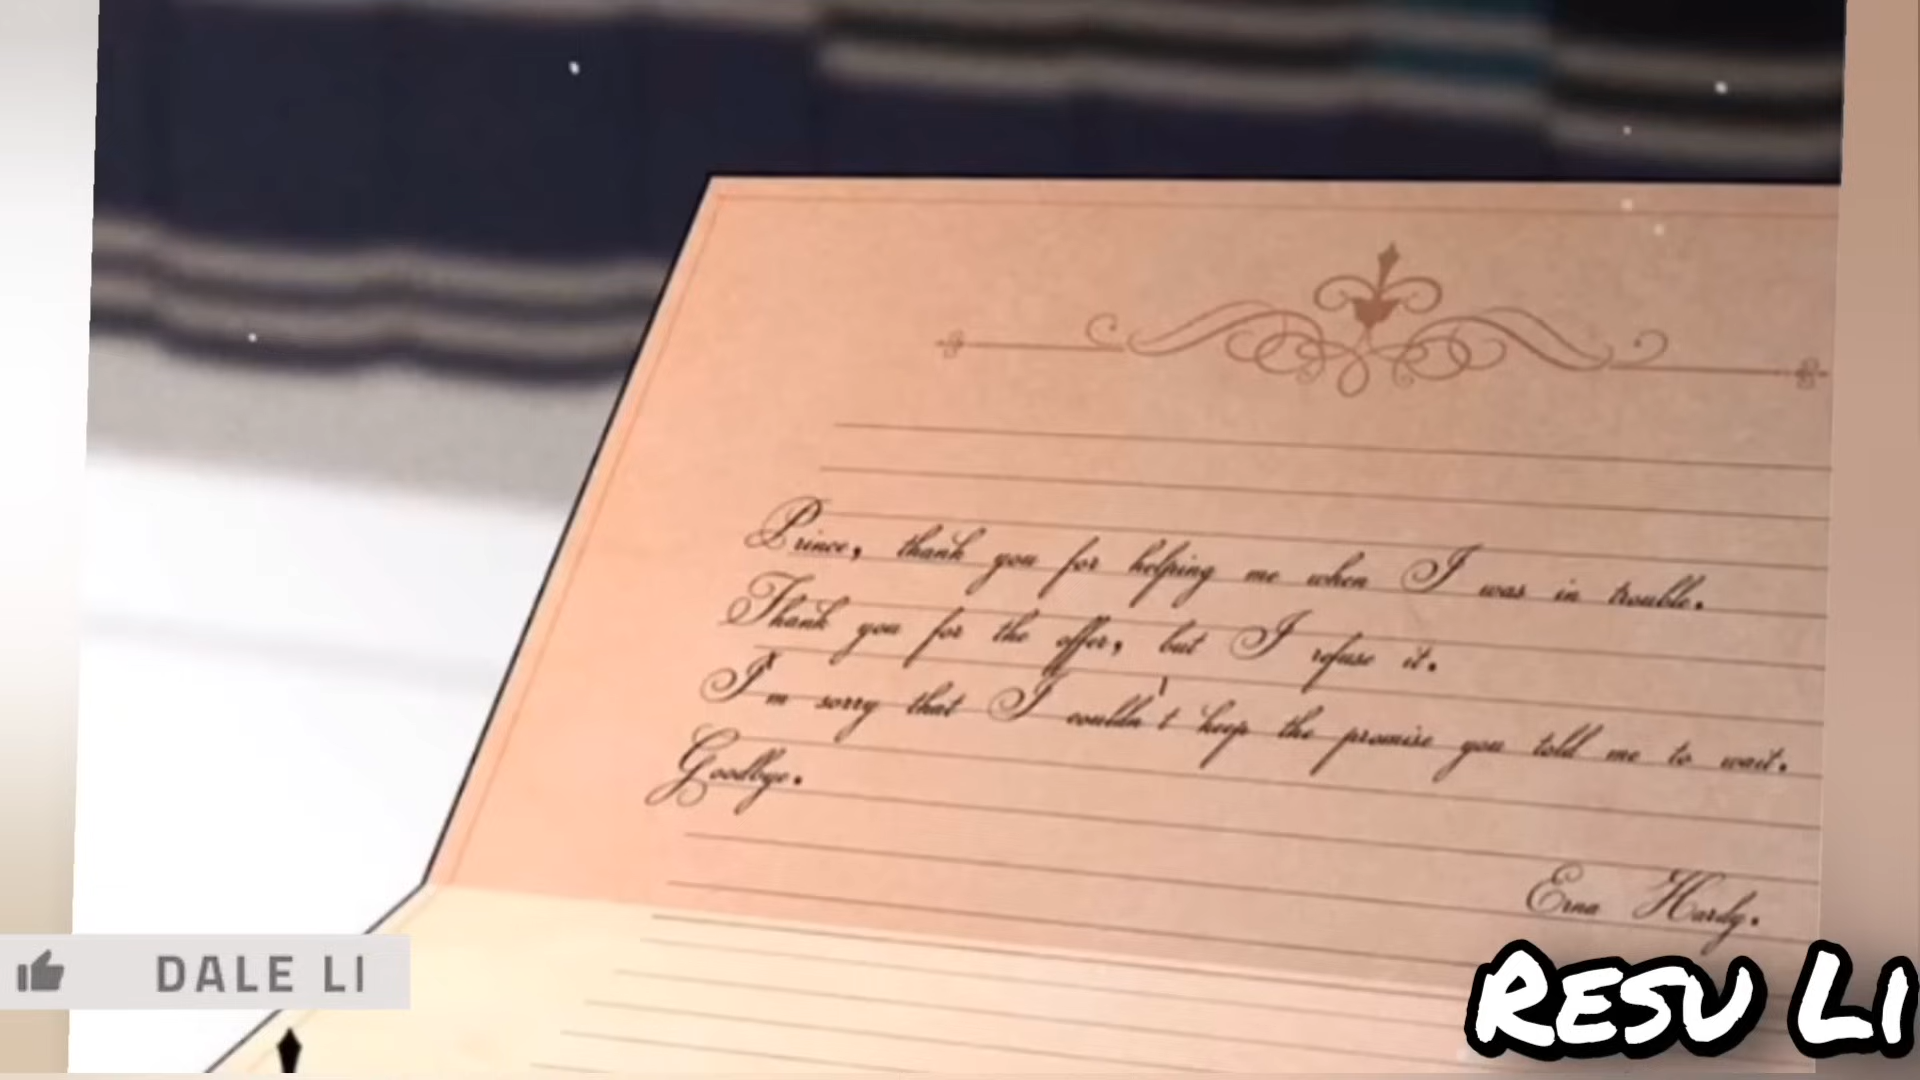 Prince, thank you for helping me when I was in trouble.
Thank you for the offer, but I refuse it.
I'm sorry that I couldn't keep the promise you told me to wait.
Goodbye.
Erna Hardy.
DALE LI
RESU LI